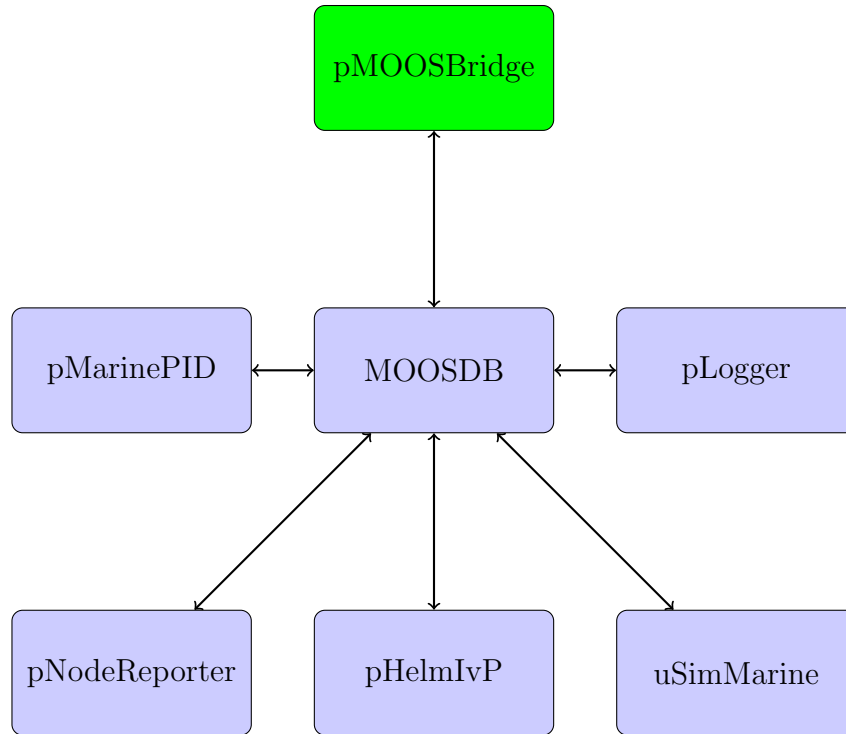 pMOOSBridge
pMarinePID
MOOSDB
pLogger
pNodeReporter
pHelmIvP
uSimMarine